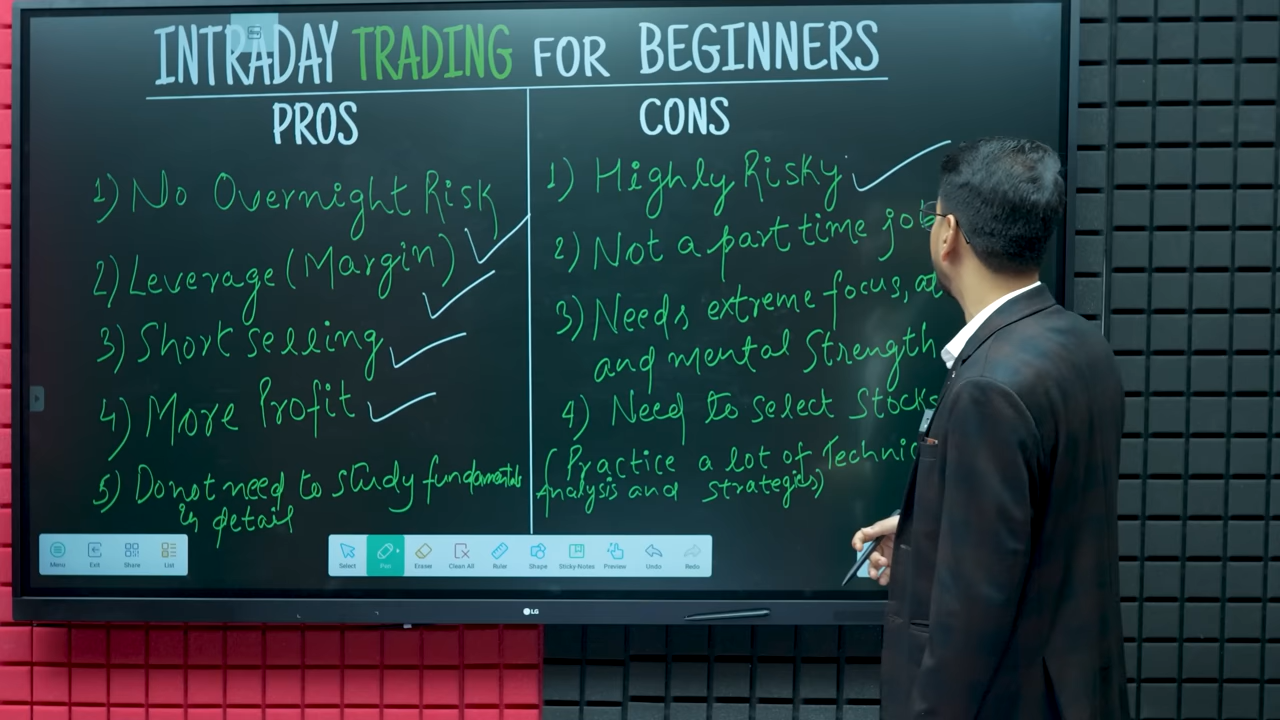 INTRADAY TRADING FOR BEGINNERS
PROS
1) No Overnight Risk
2) Leverage (Margin)
3) Short selling
4) More Profit
5) Do not need to study fundamentals
in detail
CONS
1) Highly Risky
2) Not a part time job
3) Needs extreme focus,
and mental Strength
4) Need to select Stocks
(Practice a lot of Technic
Analysis and strategies)
Menu Exit Share List
Select Pen Erase Clean All Ruler Shape Sticky-Notes Preview Undo Redo
LG